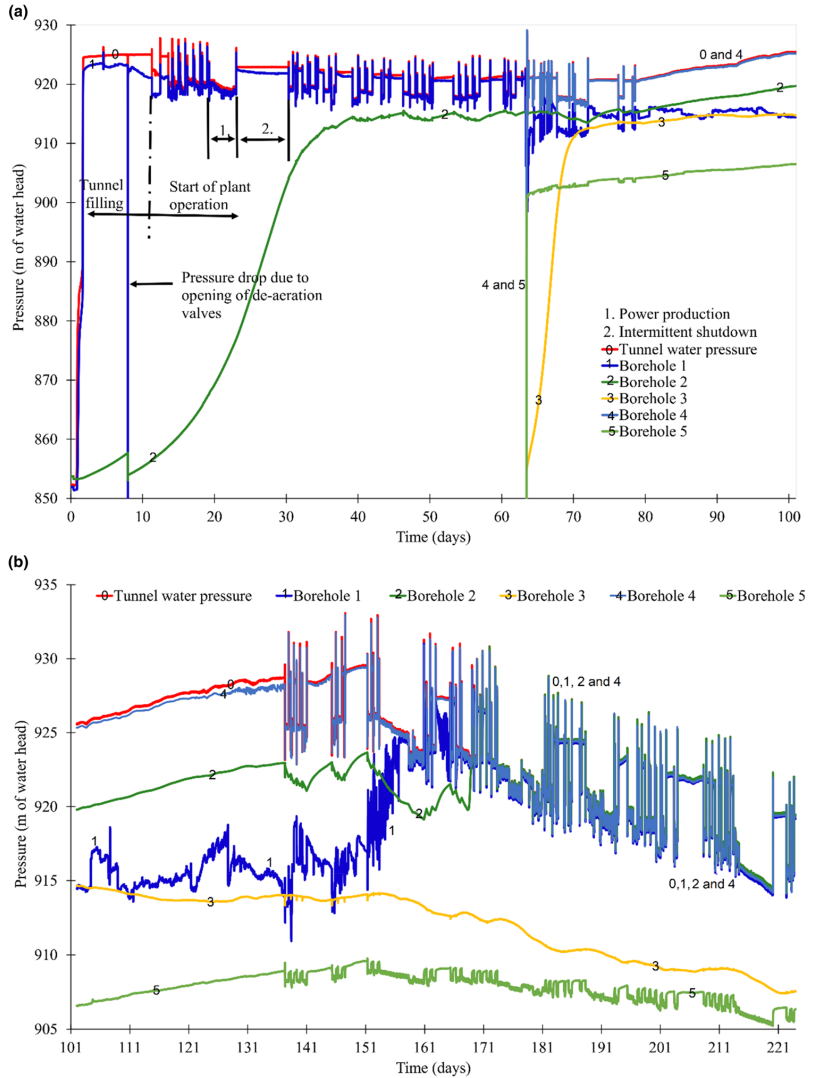 (a)
930
920
910
900
890
880
870
860
850
Pressure (m of water head)
0
10
20
30
40
50
60
70
80
90
100
Time (days)
0
1
1.
2.
2
0 and 4
2
3
5
Tunnel
filling
Start of plant
operation
Pressure drop due to
opening of de-aeration
valves
4 and 5
2
3
1. Power production
2. Intermittent shutdown
0 Tunnel water pressure
1 Borehole 1
2 Borehole 2
3 Borehole 3
4 Borehole 4
5 Borehole 5
(b)
935
930
925
920
915
910
905
Pressure (m of water head)
0 Tunnel water pressure
1 Borehole 1
2 Borehole 2
3 Borehole 3
4 Borehole 4
5 Borehole 5
0
4
0,1, 2 and 4
2
2
1
1
1
0,1, 2 and 4
3
3
5
5
101
111
121
131
141
151
161
171
181
191
201
211
221
Time (days)